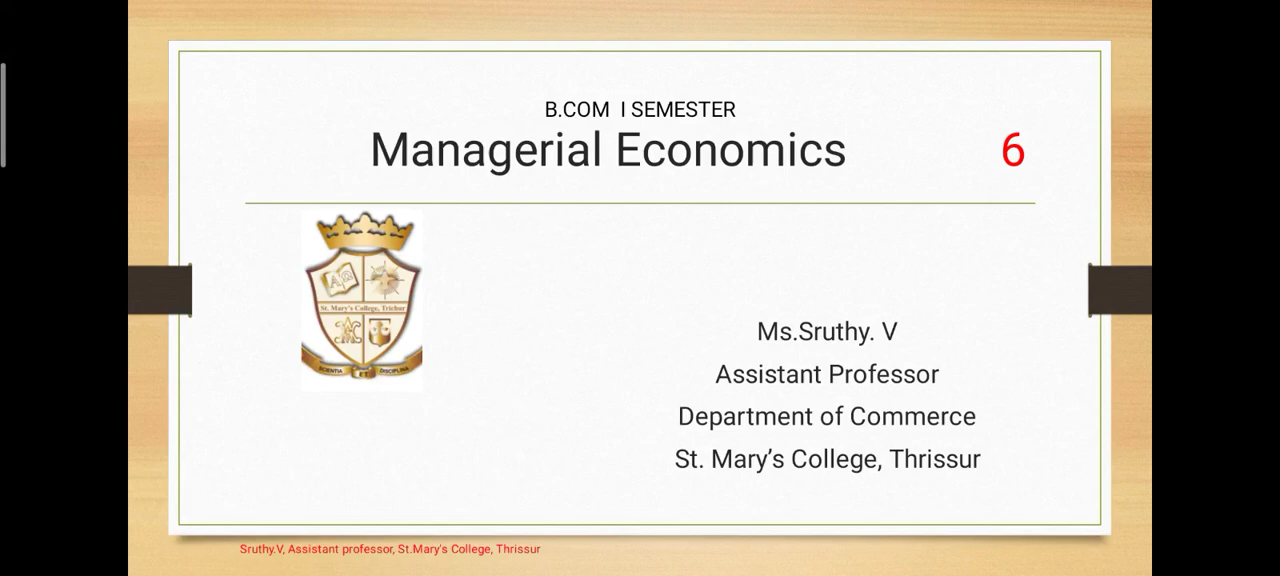 B.COM I SEMESTER
Managerial Economics
6
St. Mary's College, Trichur
SCIENTIA ET DISCIPLINA
Ms.Sruthy. V
Assistant Professor
Department of Commerce
St. Mary’s College, Thrissur
Sruthy.V, Assistant professor, St.Mary's College, Thrissur